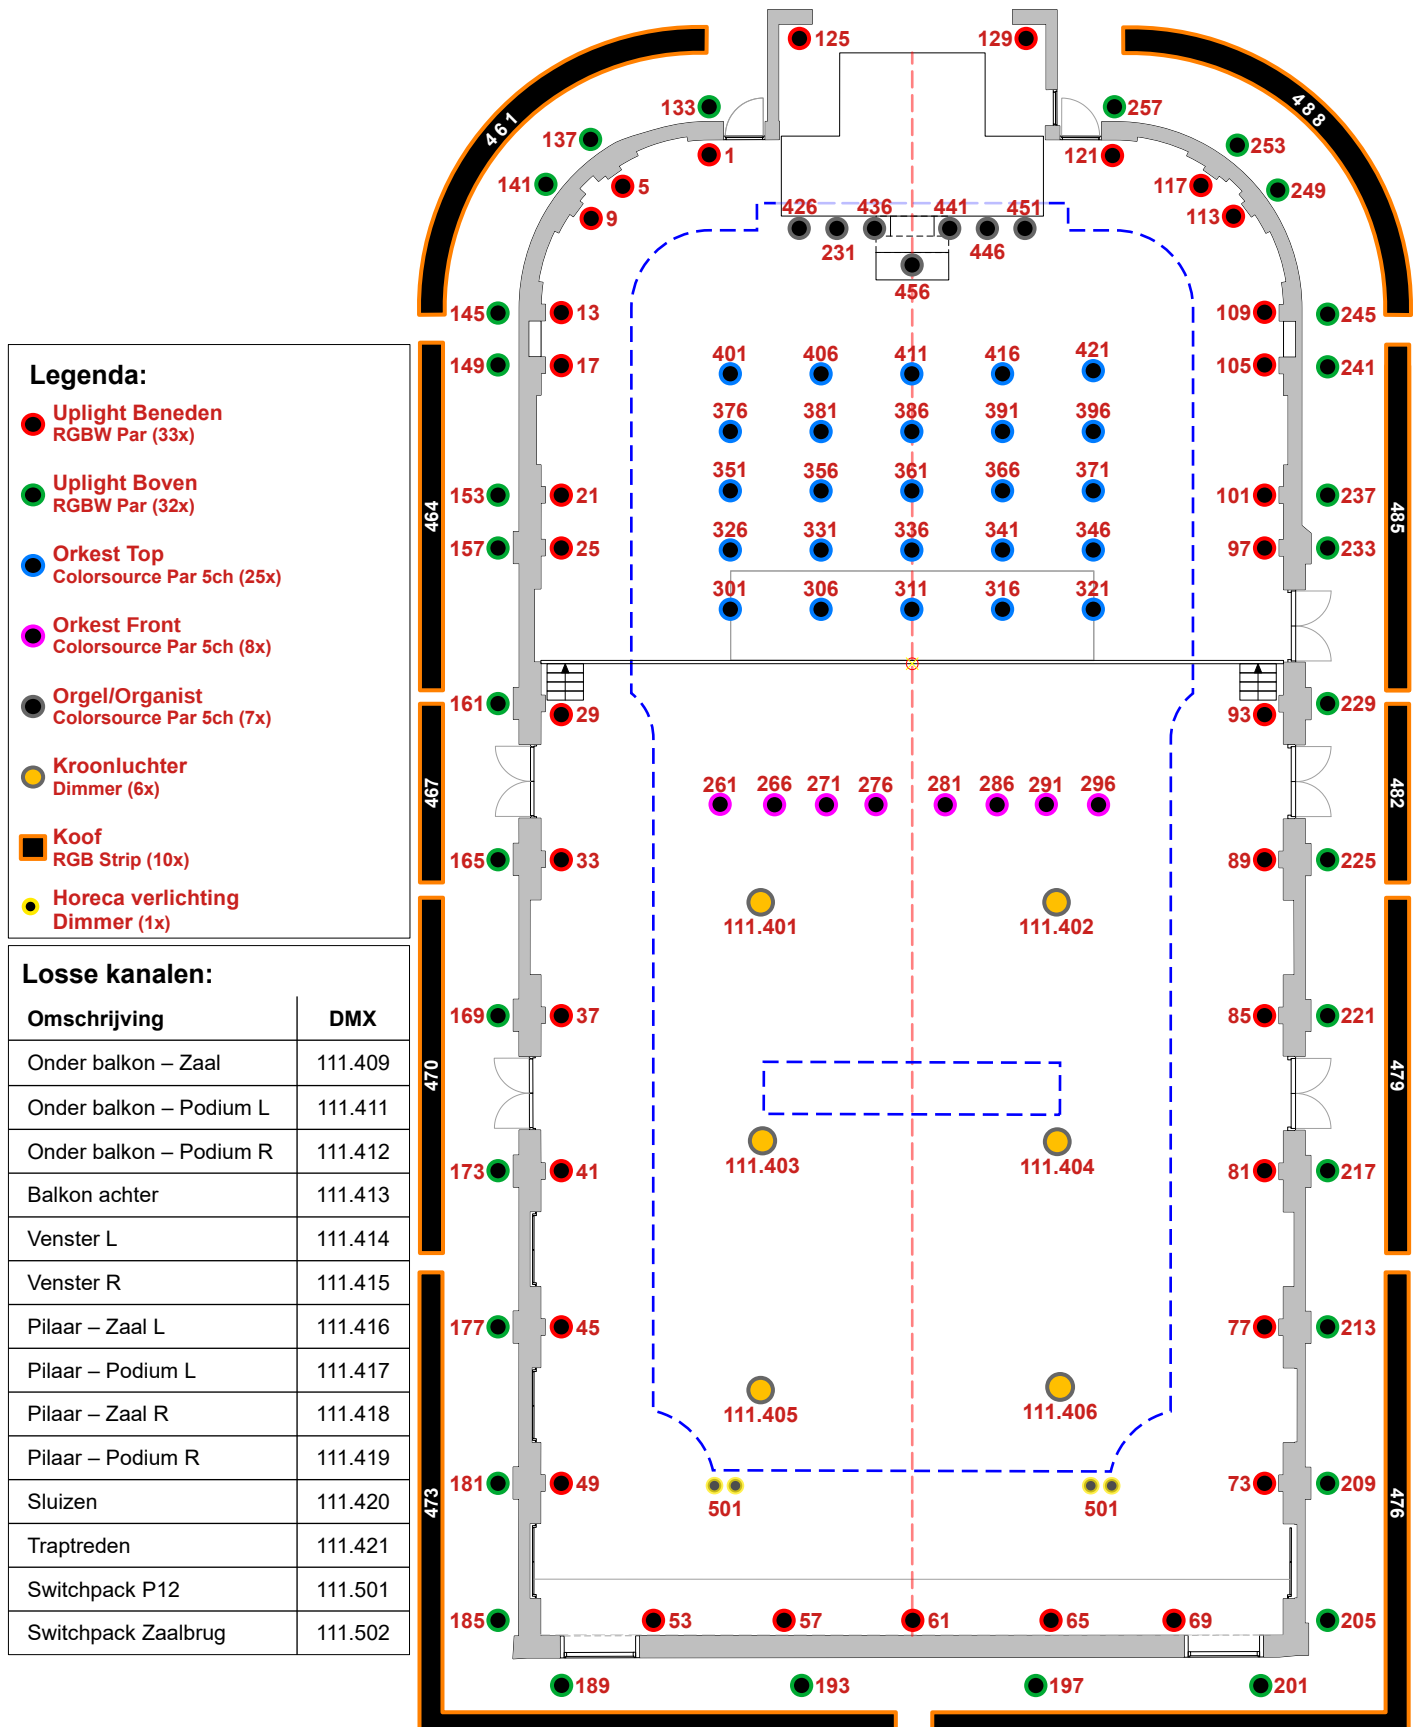 125 129
133 257
461 488
137 253
1 121
141 5 117 249
9 113
426 436 441 451
231 446
456
145 13 109 245
149 17 105 241
401 406 411 416 421
376 381 386 391 396
351 356 361 366 371
153 21 101 237
464 485
326 331 336 341 346
157 25 97 233
301 306 311 316 321
161 29 93 229
467 482
261 266 271 276 281 286 291 296
165 33 89 225
111.401 111.402
169 37 85 221
470 479
111.403 111.404
173 41 81 217
177 45 77 213
111.405 111.406
181 49 73 209
473 476
501 501
185 53 57 61 65 69 205
189 193 197 201
Legenda:
Uplight Beneden
RGBW Par (33x)
Uplight Boven
RGBW Par (32x)
Orkest Top
Colorsource Par 5ch (25x)
Orkest Front
Colorsource Par 5ch (8x)
Orgel/Organist
Colorsource Par 5ch (7x)
Kroonluchter
Dimmer (6x)
Koof
RGB Strip (10x)
Horeca verlichting
Dimmer (1x)
Losse kanalen:
Omschrijving DMX
Onder balkon – Zaal 111.409
Onder balkon – Podium L 111.411
Onder balkon – Podium R 111.412
Balkon achter 111.413
Venster L 111.414
Venster R 111.415
Pilaar – Zaal L 111.416
Pilaar – Podium L 111.417
Pilaar – Zaal R 111.418
Pilaar – Podium R 111.419
Sluizen 111.420
Traptreden 111.421
Switchpack P12 111.501
Switchpack Zaalbrug 111.502